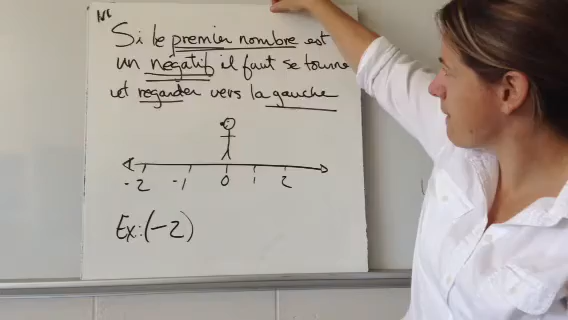 Si le premier nombre est
un négatif il faut se tourne
et regarder vers la gauche
-2 -1 0 1 2
Ex:(-2)